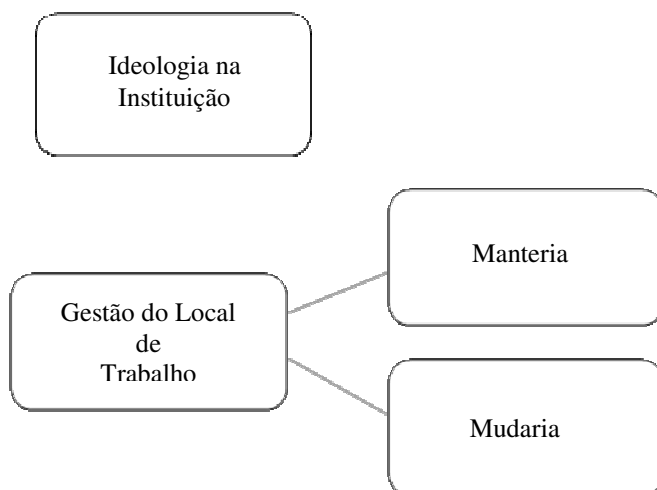 Ideologia na
Instituição
Manteria
Gestão do Local
de
Trabalho
Mudaria